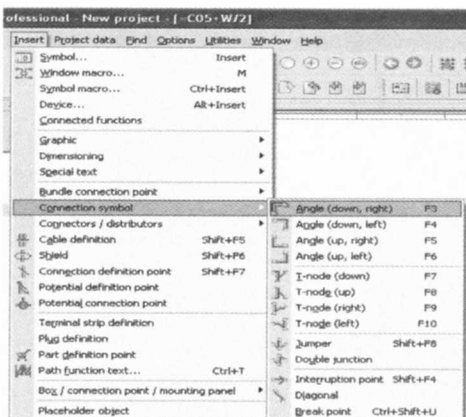 ofessional - New project - [-C05+W/2]
Insert Project data Find Options Utilities Window Help
Symbol... Insert
Window macro... M
Symbol macro... Ctrl+Insert
Device... Alt+Insert
Connected functions
Graphic
Dimensioning
Special text
Bundle connection point
Connection symbol
Connectors / distributors
Cable definition Shift+F5
Shield Shift+F6
Connection definition point Shift+F7
Potential definition point
Potential connection point
Terminal strip definition
Plug definition
Part definition point
Path function text... Ctrl+T
Box / connection point / mounting panel
Placeholder object
Angle (down, right) F3
Angle (down, left) F4
Angle (up, right) F5
Angle (up, left) F6
T-node (down) F7
T-node (up) F8
T-node (right) F9
T-node (left) F10
Jumper Shift+F8
Double junction
Interruption point Shift+F4
Diagonal
Break point Ctrl+Shift+U